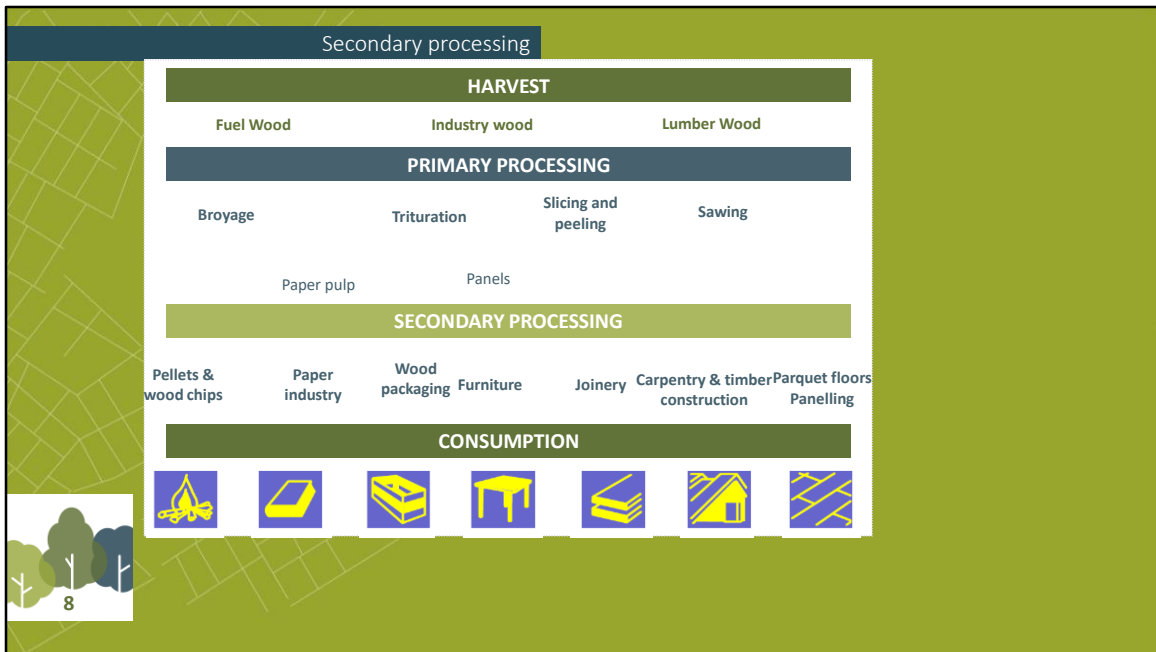 Secondary processing
HARVEST
Fuel Wood
Industry wood
Lumber Wood
PRIMARY PROCESSING
Broyage
Trituration
Slicing and
peeling
Sawing
Paper pulp
Panels
SECONDARY PROCESSING
Pellets &
wood chips
Paper
industry
Wood
packaging
Furniture
Joinery
Carpentry & timber
construction
Parquet floors
Panelling
CONSUMPTION
8